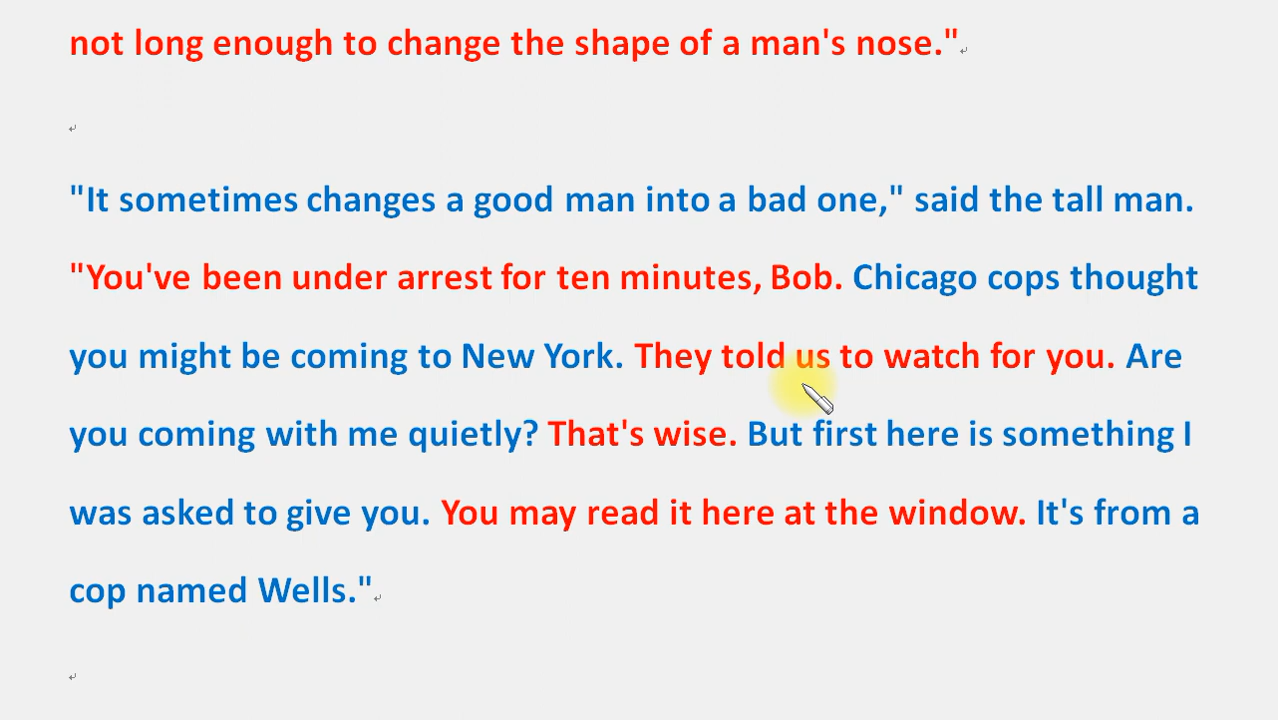 not long enough to change the shape of a man's nose."
"It sometimes changes a good man into a bad one," said the tall man.
"You've been under arrest for ten minutes, Bob. Chicago cops thought
you might be coming to New York. They told us to watch for you. Are
you coming with me quietly? That's wise. But first here is something I
was asked to give you. You may read it here at the window. It's from a
cop named Wells."